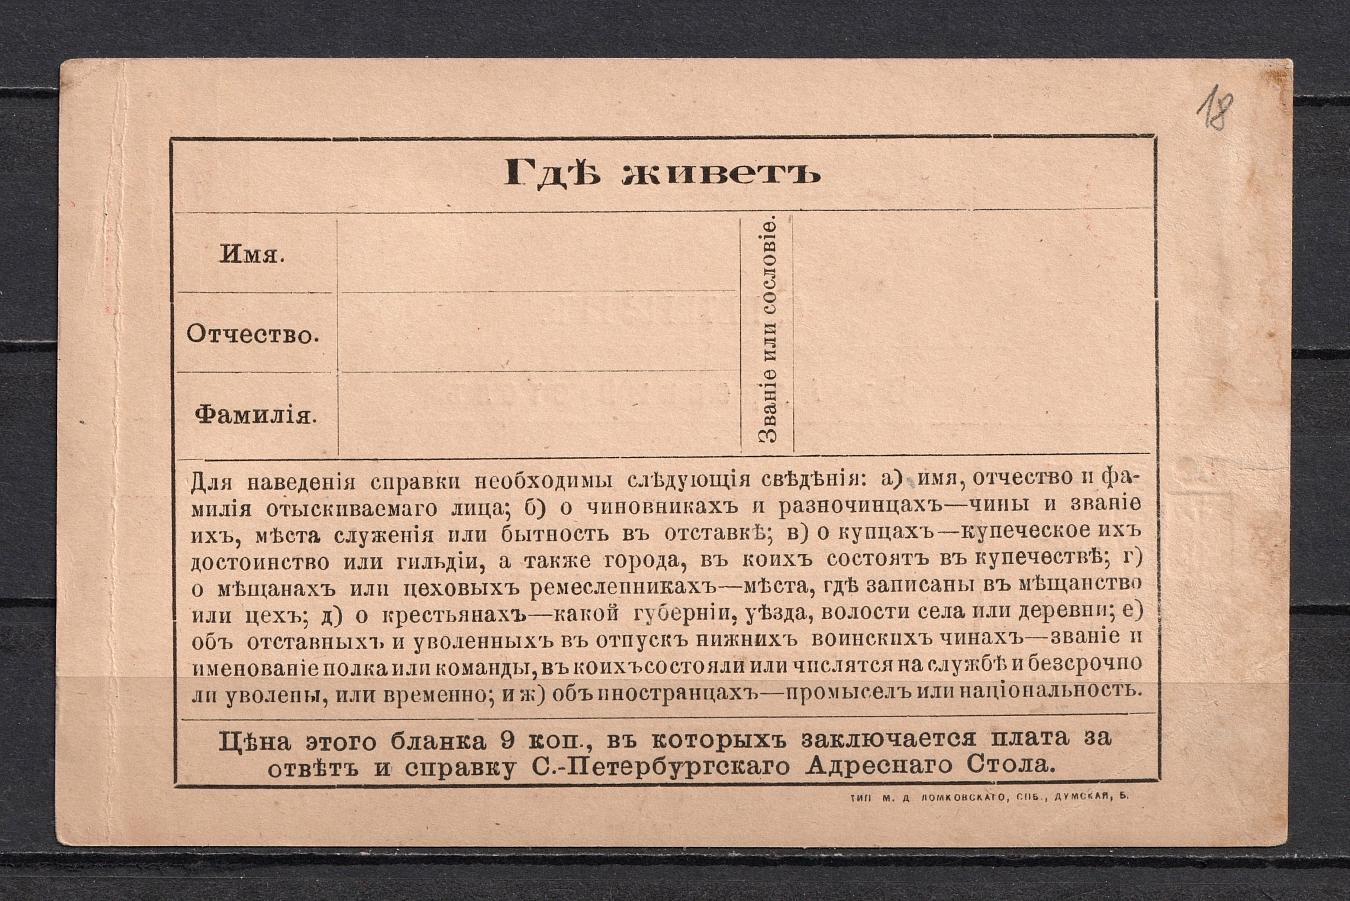 18
Гдѣ живетъ
Имя.
Отчество.
Фамилія.
Званіе или сословіе.
Для наведенія справки необходимы слѣдующія свѣдѣнія: а) имя, отчество и фа-
милія отыскиваемаго лица; б) о чиновникахъ и разночинцахъ—чины и званіе
ихъ, мѣста служенія или бытность въ отставкѣ; в) о купцахъ—купеческое ихъ
достоинство или гильдіи, а также города, въ коихъ состоятъ въ купечествѣ; г)
о мѣщанахъ или цеховыхъ ремесленникахъ—мѣста, гдѣ записаны въ мѣщанство
или цехъ; д) о крестьянахъ—какой губерніи, уѣзда, волости села или деревни; е)
объ отставныхъ и уволенныхъ въ отпускъ нижнихъ воинскихъ чинахъ—званіе и
именованіе полка или команды, въ коихъ состояли или числятся на службѣ и безсрочно
ли уволены, или временно; и ж) объ иностранцахъ—промыселъ или національность.
Цѣна этого бланка 9 коп., въ которыхъ заключается плата за
отвѣтъ и справку С.-Петербургскаго Адреснаго Стола.
ТИП М. Д ЛОМКОВСКАГО, СПБ., ДУМСКАЯ, Б.